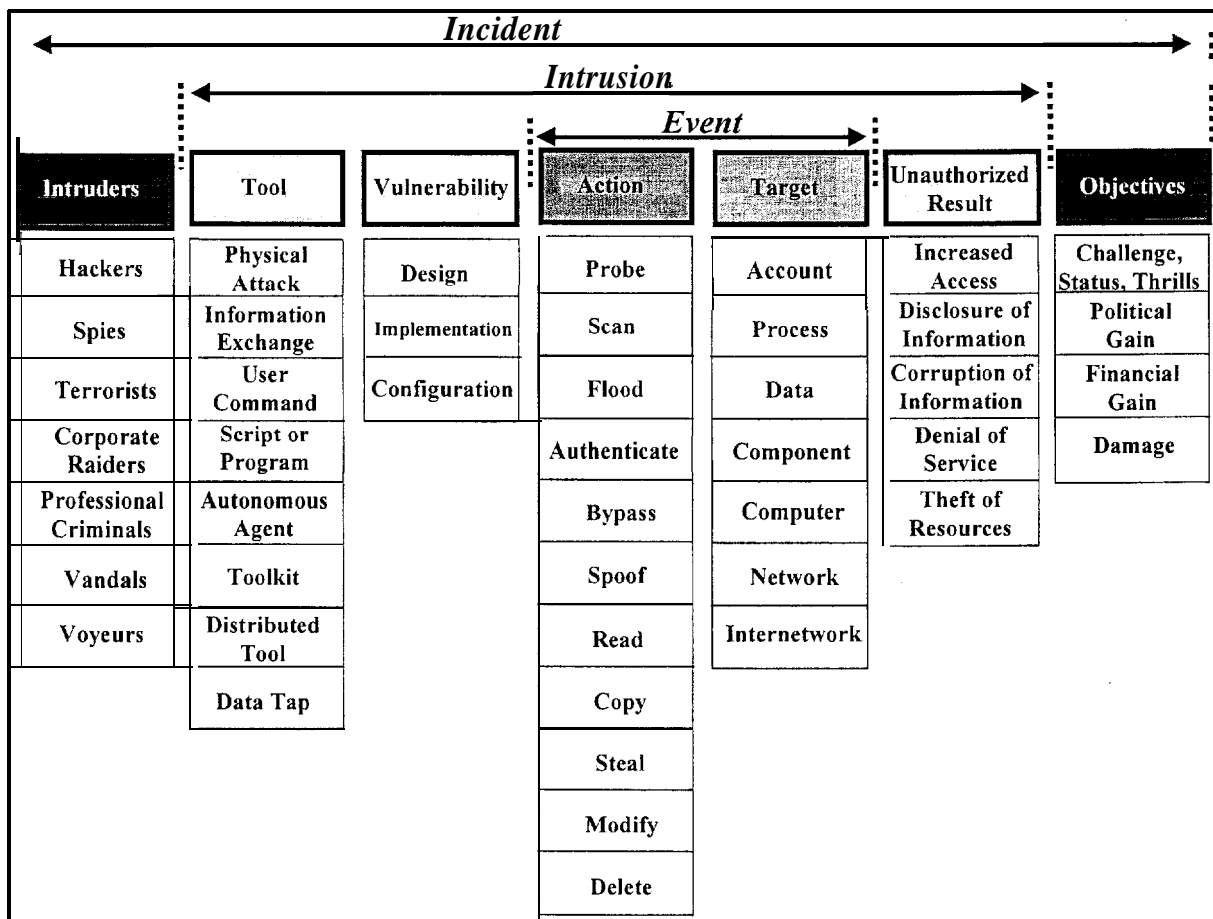 Incident
Intrusion
Event
Intruders
Hackers
Spies
Terrorists
Corporate
Raiders
Professional
Criminals
Vandals
Voyeurs
Tool
Physical
Attack
Information
Exchange
User
Command
Script or
Program
Autonomous
Agent
Toolkit
Distributed
Tool
Data Tap
Vulnerability
Design
Implementation
Configuration
Action
Probe
Scan
Flood
Authenticate
Bypass
Spoof
Read
Copy
Steal
Modify
Delete
Target
Account
Process
Data
Component
Computer
Network
Internetwork
Unauthorized
Result
Increased
Access
Disclosure of
Information
Corruption of
Information
Denial of
Service
Theft of
Resources
Objectives
Challenge,
Status, Thrills
Political
Gain
Financial
Gain
Damage